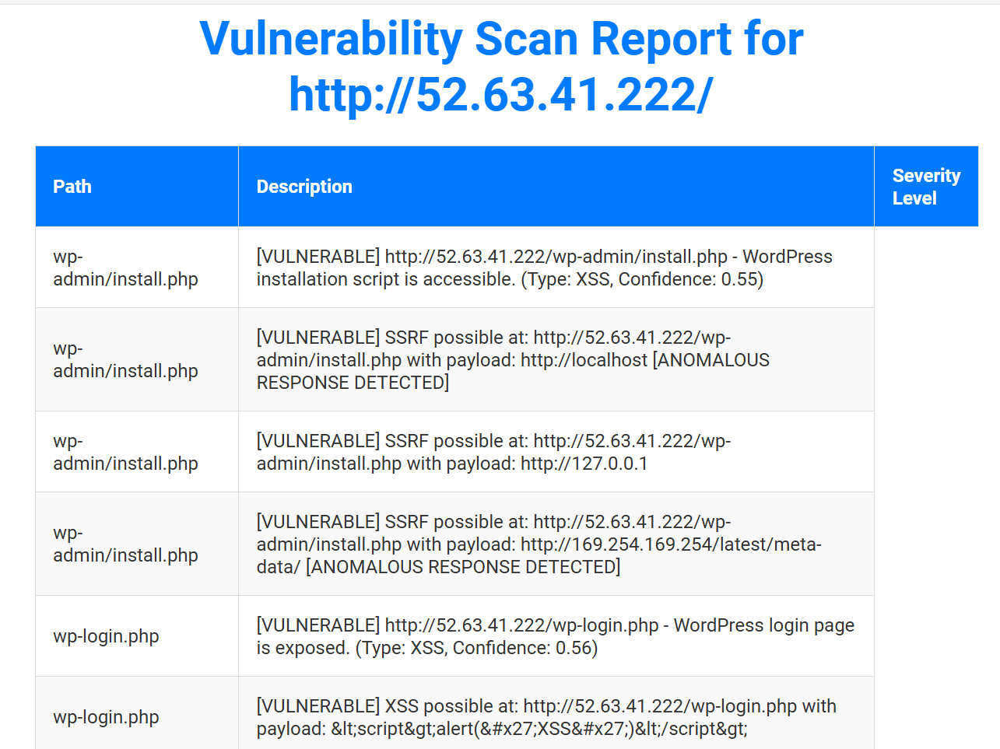 Vulnerability Scan Report for
http://52.63.41.222/
Path
Description
Severity
Level
wp-
admin/install.php
[VULNERABLE] http://52.63.41.222/wp-admin/install.php - WordPress
installation script is accessible. (Type: XSS, Confidence: 0.55)
wp-
admin/install.php
[VULNERABLE] SSRF possible at: http://52.63.41.222/wp-
admin/install.php with payload: http://localhost [ANOMALOUS
RESPONSE DETECTED]
wp-
admin/install.php
[VULNERABLE] SSRF possible at: http://52.63.41.222/wp-
admin/install.php with payload: http://127.0.0.1
wp-
admin/install.php
[VULNERABLE] SSRF possible at: http://52.63.41.222/wp-
admin/install.php with payload: http://169.254.169.254/latest/meta-
data/ [ANOMALOUS RESPONSE DETECTED]
wp-login.php
[VULNERABLE] http://52.63.41.222/wp-login.php - WordPress login page
is exposed. (Type: XSS, Confidence: 0.56)
wp-login.php
[VULNERABLE] XSS possible at: http://52.63.41.222/wp-login.php with
payload: &lt;script&gt;alert(&#x27;XSS&#x27;)&lt;/script&gt;